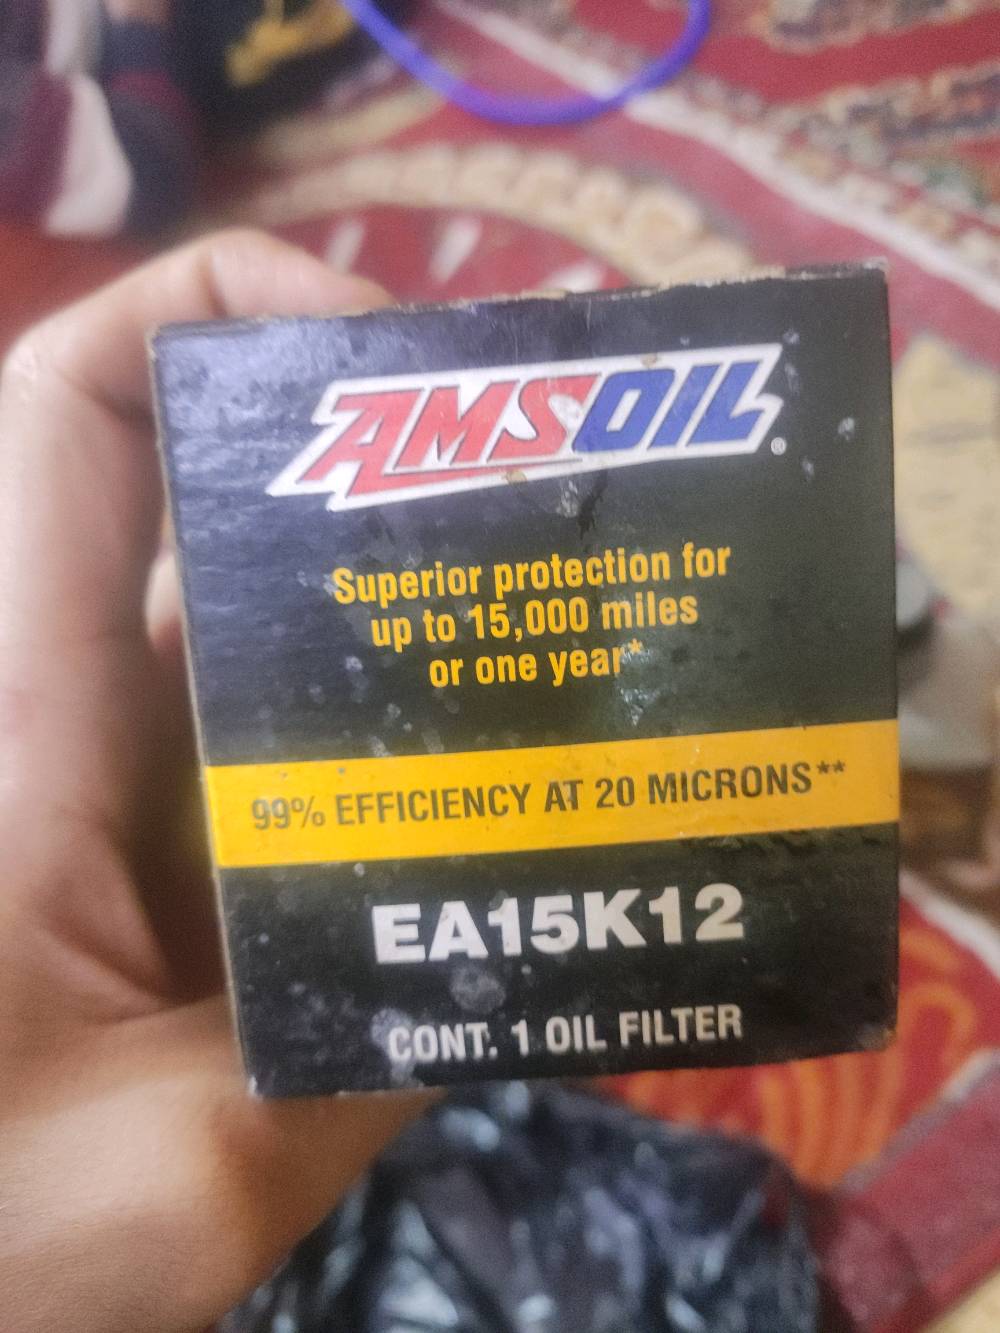 AMSOIL®
Superior protection for
up to 15,000 miles
or one year*
99% EFFICIENCY AT 20 MICRONS**
EA15K12
CONT. 1 OIL FILTER